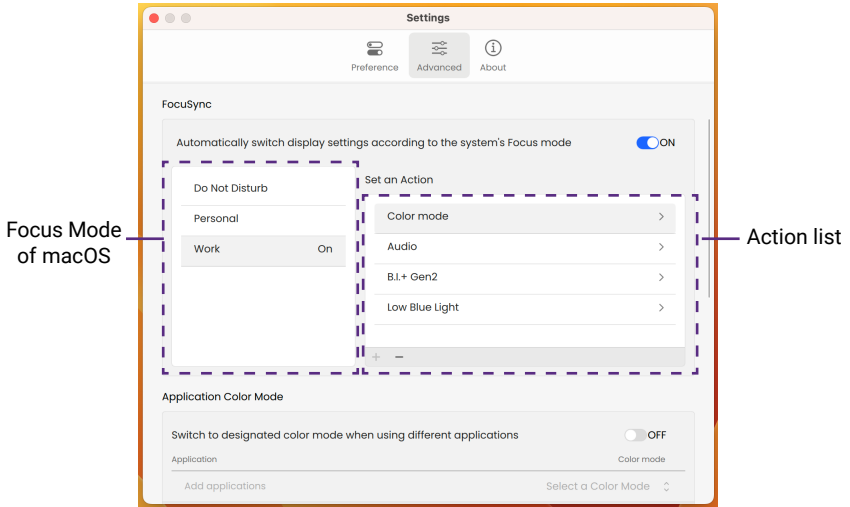 Settings
Preference
Advanced
About
FocuSync
Automatically switch display settings according to the system's Focus mode
ON
Set an Action
Do Not Disturb
Personal
Work
On
Color mode
Audio
B.I.+ Gen2
Low Blue Light
Focus Mode
of macOS
Action list
Application Color Mode
Switch to designated color mode when using different applications
OFF
Application
Color mode
Add applications
Select a Color Mode